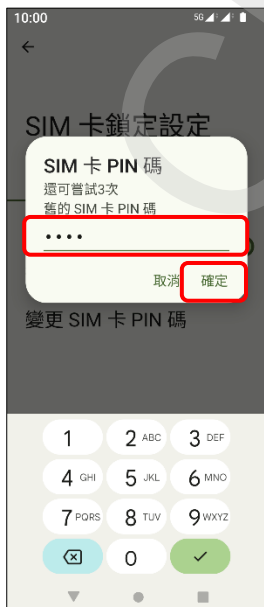 10:00 5G
SIM 卡鎖定設定
SIM 卡 PIN 碼
還可嘗試3次
舊的 SIM 卡 PIN 碼
••••
取消 確定
變更 SIM 卡 PIN 碼
1 2 ABC 3 DEF
4 GHI 5 JKL 6 MNO
7 PQRS 8 TUV 9 WXYZ
0